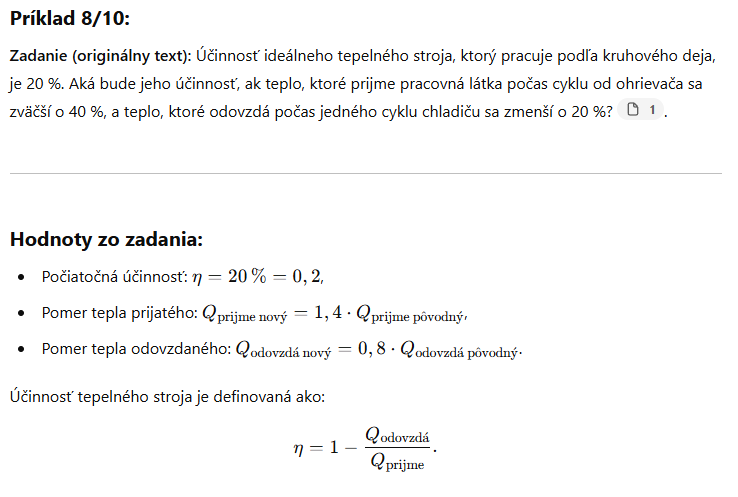 Príklad 8/10:
Zadanie (originálny text): Účinnosť ideálneho tepelného stroja, ktorý pracuje podľa kruhového deja,
je 20 %. Aká bude jeho účinnosť, ak teplo, ktoré prijme pracovná látka počas cyklu od ohrievača sa
zväčší o 40 %, a teplo, ktoré odovzdá počas jedného cyklu chladiču sa zmenší o 20 %? 1 .
Hodnoty zo zadania:
• Počiatočná účinnosť: η = 20 % = 0, 2,
• Pomer tepla prijatého: Q_prijme nový = 1, 4 · Q_prijme pôvodný,
• Pomer tepla odovzdaného: Q_odovzdá nový = 0, 8 · Q_odovzdá pôvodný.
Účinnosť tepelného stroja je definovaná ako:
η = 1 − Q_odovzdá / Q_prijme .